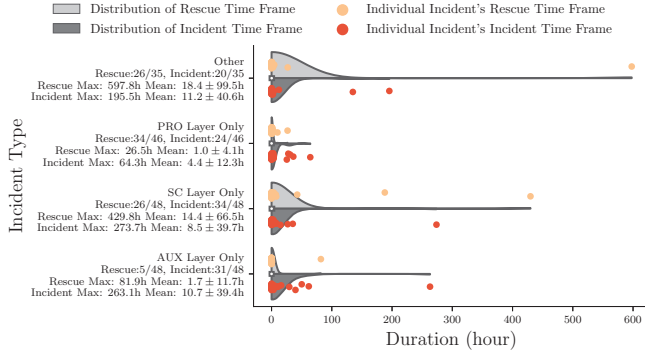 Distribution of Rescue Time Frame
Individual Incident's Rescue Time Frame
Distribution of Incident Time Frame
Individual Incident's Incident Time Frame
Incident Type
Other
Rescue:26/35, Incident:20/35
Rescue Max: 597.8h Mean: 18.4 ± 99.5h
Incident Max: 195.5h Mean: 11.2 ± 40.6h
PRO Layer Only
Rescue:34/46, Incident:24/46
Rescue Max: 26.5h Mean: 1.0 ± 4.1h
Incident Max: 64.3h Mean: 4.4 ± 12.3h
SC Layer Only
Rescue:26/48, Incident:34/48
Rescue Max: 429.8h Mean: 14.4 ± 66.5h
Incident Max: 273.7h Mean: 8.5 ± 39.7h
AUX Layer Only
Rescue:5/48, Incident:31/48
Rescue Max: 81.9h Mean: 1.7 ± 11.7h
Incident Max: 263.1h Mean: 10.7 ± 39.4h
0 100 200 300 400 500 600
Duration (hour)